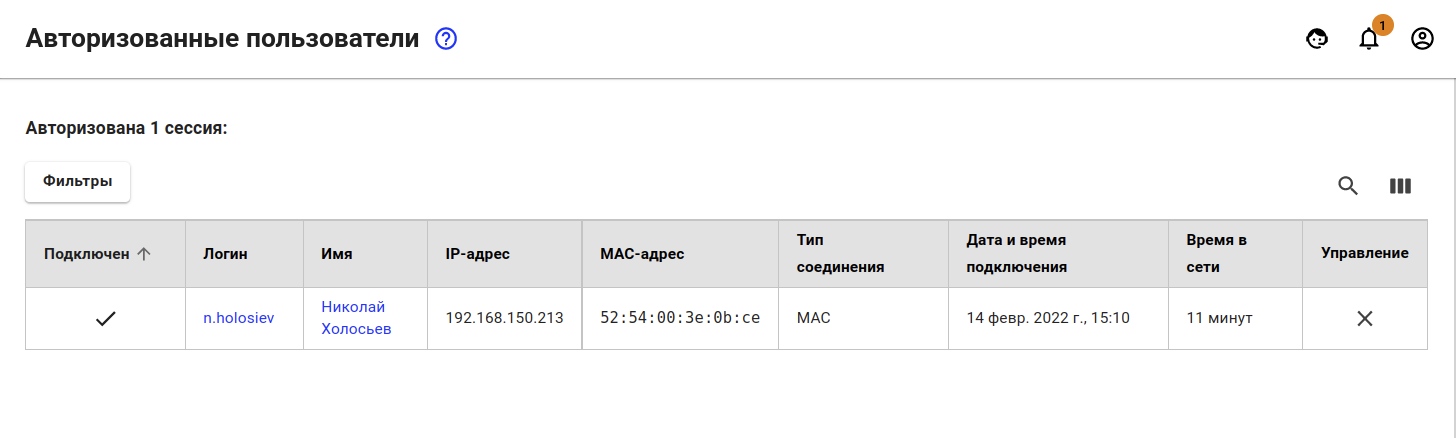 Авторизованные пользователи
1
Авторизована 1 сессия:
Фильтры
Подключен Логин Имя IP-адрес MAC-адрес Тип соединения Дата и время подключения Время в сети Управление
n.holosiev Николай Холосьев 192.168.150.213 52:54:00:3e:0b:ce MAC 14 февр. 2022 г., 15:10 11 минут